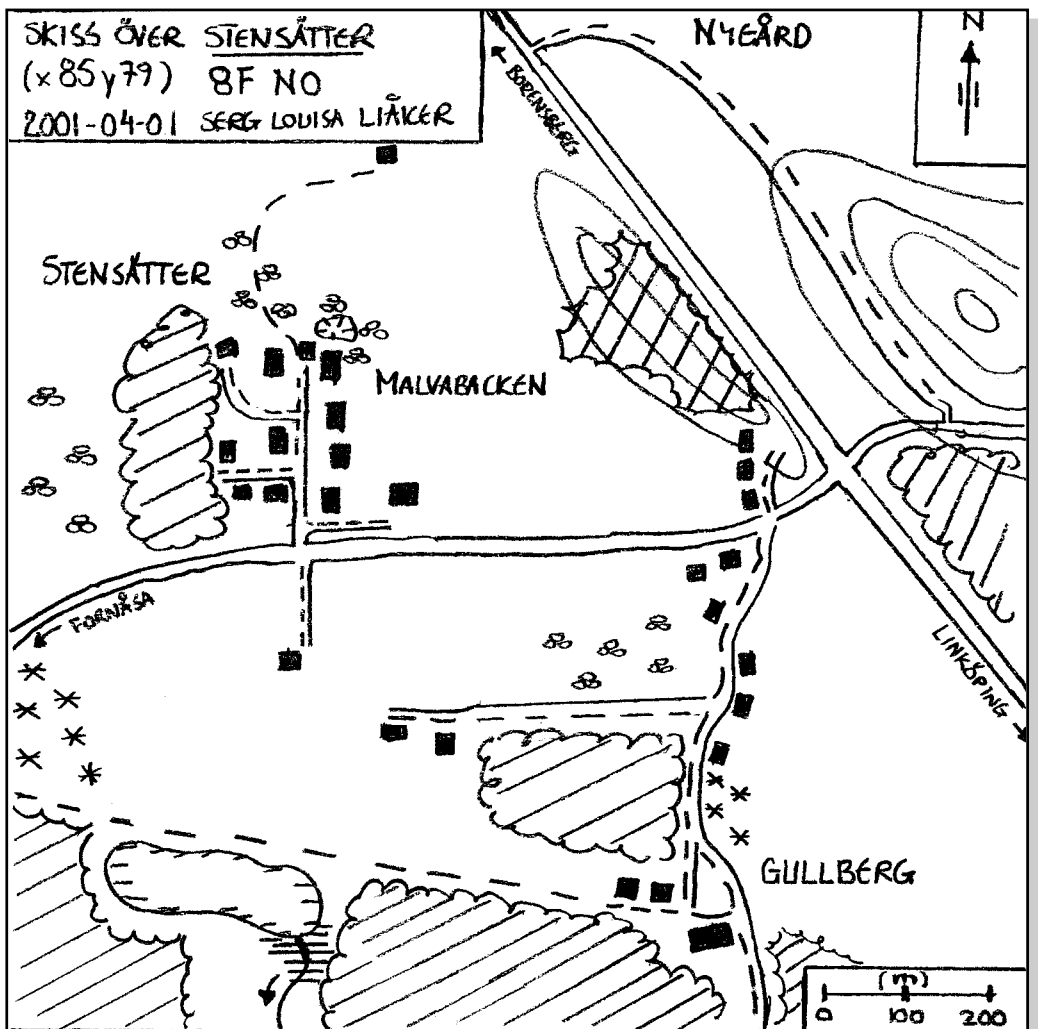 SKISS ÖVER STENSÄTTER
(x85y79) 8F NO
2001-04-01 SERG LOUISA LIÅKER
NYGÅRD
N
BORENSBERG
STENSÄTTER
MALVABACKEN
FORNÅSA
LINKÖPING
GULLBERG
(m)
0 100 200